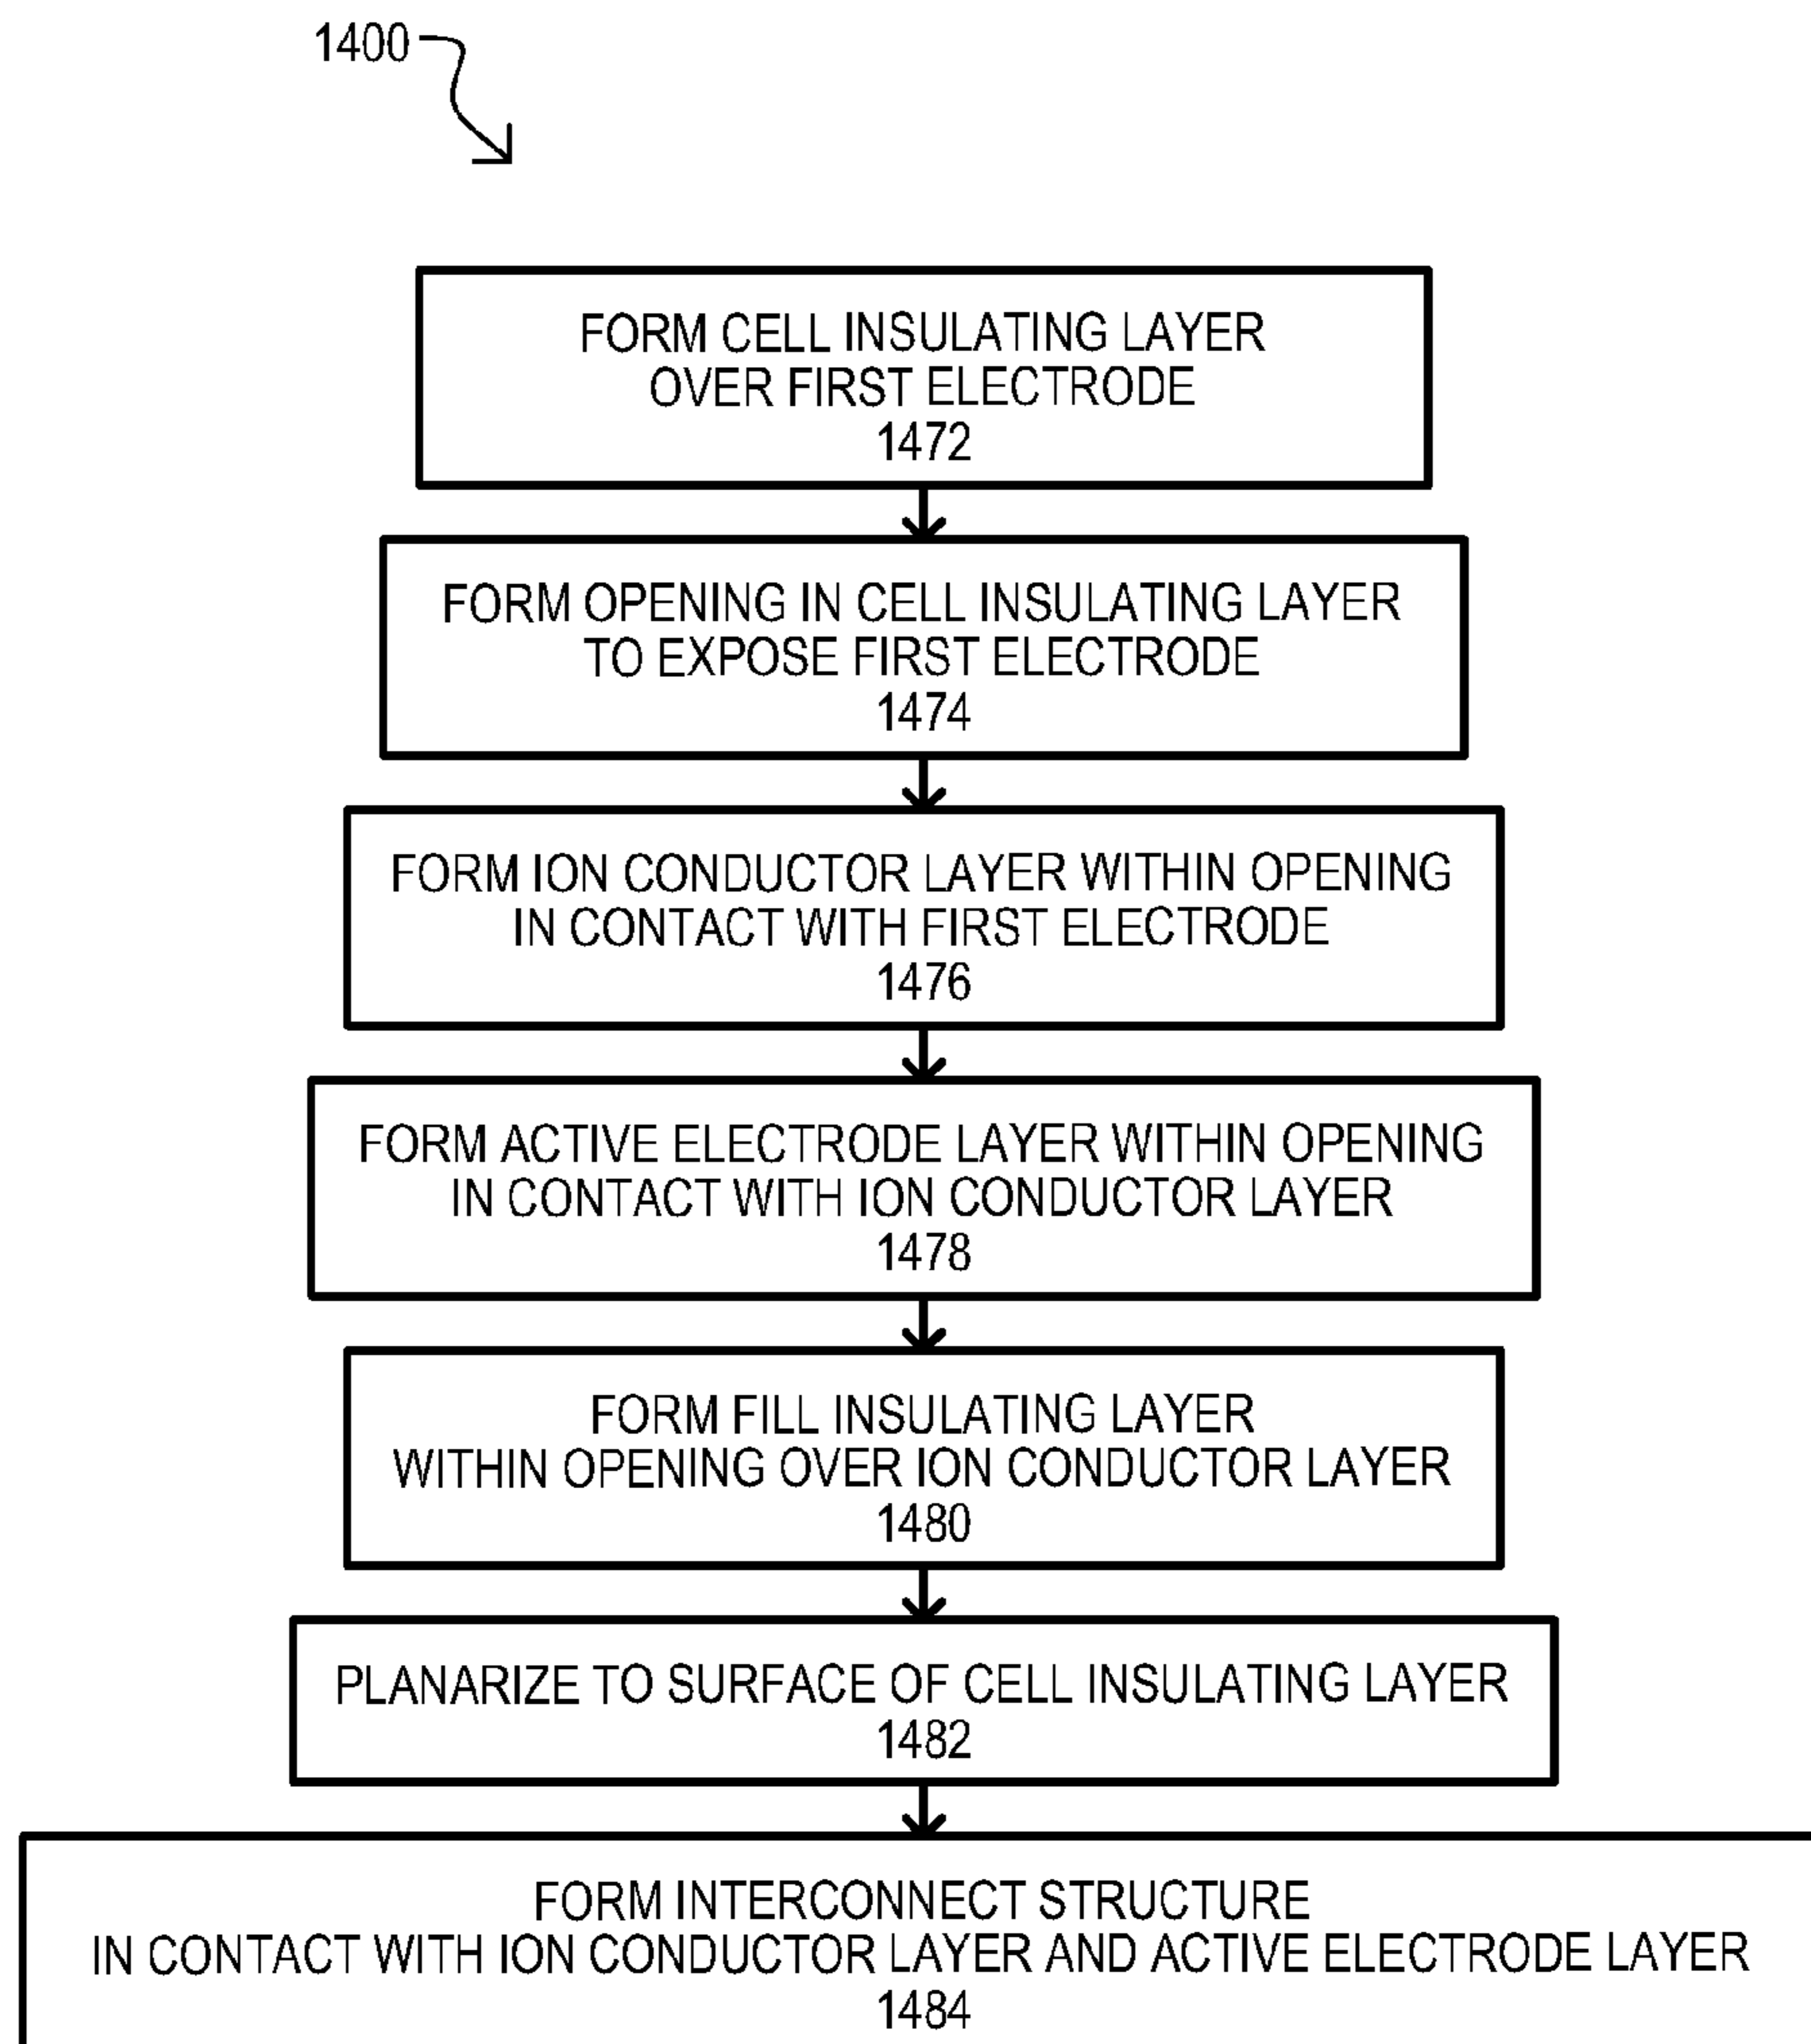 1400
FORM CELL INSULATING LAYER
OVER FIRST ELECTRODE
1472
FORM OPENING IN CELL INSULATING LAYER
TO EXPOSE FIRST ELECTRODE
1474
FORM ION CONDUCTOR LAYER WITHIN OPENING
IN CONTACT WITH FIRST ELECTRODE
1476
FORM ACTIVE ELECTRODE LAYER WITHIN OPENING
IN CONTACT WITH ION CONDUCTOR LAYER
1478
FORM FILL INSULATING LAYER
WITHIN OPENING OVER ION CONDUCTOR LAYER
1480
PLANARIZE TO SURFACE OF CELL INSULATING LAYER
1482
FORM INTERCONNECT STRUCTURE
IN CONTACT WITH ION CONDUCTOR LAYER AND ACTIVE ELECTRODE LAYER
1484